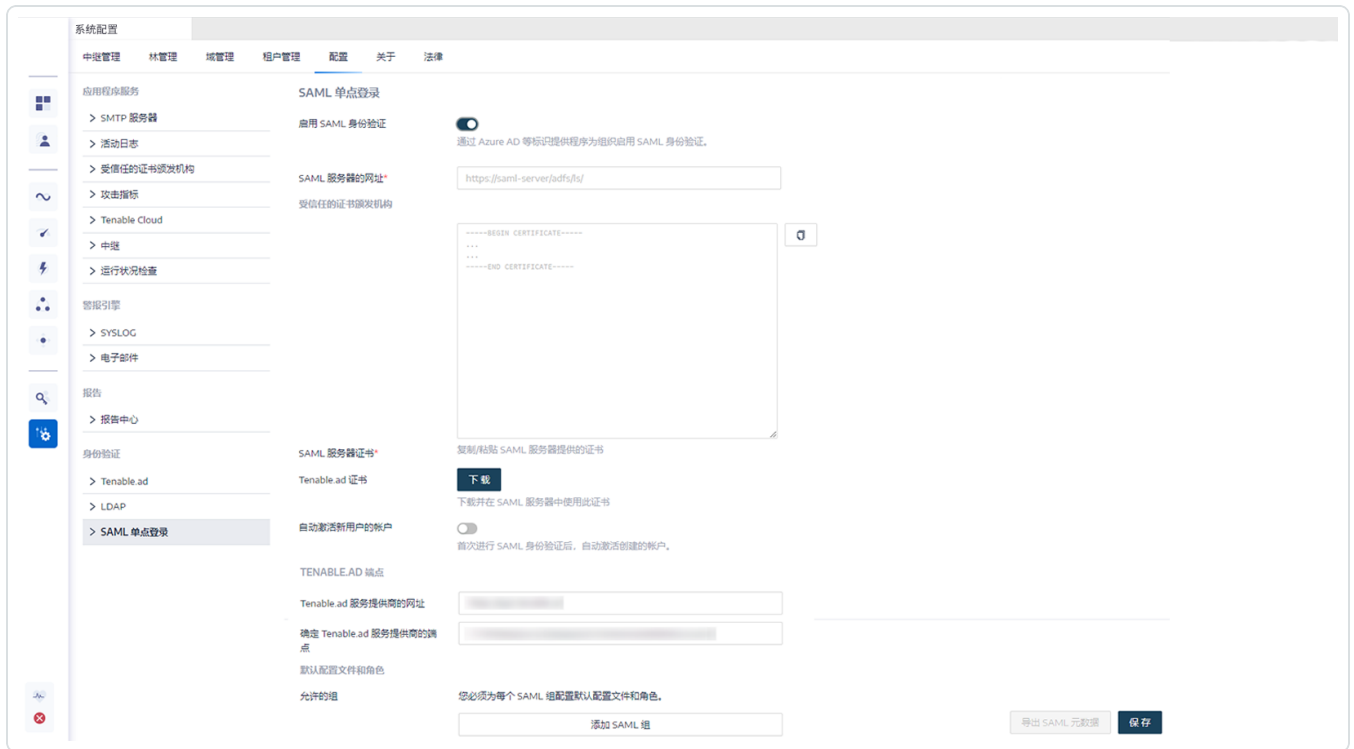 系统配置
中继管理 林管理 域管理 租户管理 配置 关于 法律
应用程序服务
SMTP 服务器
活动日志
受信任的证书颁发机构
攻击指标
Tenable Cloud
中继
运行状况检查
警报引擎
SYSLOG
电子邮件
报告
报告中心
身份验证
Tenable.ad
LDAP
SAML 单点登录
SAML 单点登录
启用 SAML 身份验证
通过 Azure AD 等标识提供程序为组织启用 SAML 身份验证。
SAML 服务器的网址*
https://saml-server/adfs/ls/
受信任的证书颁发机构
-----BEGIN CERTIFICATE-----
...
...
-----END CERTIFICATE-----
SAML 服务器证书*
复制/粘贴 SAML 服务器提供的证书
Tenable.ad 证书
下载
下载并在 SAML 服务器中使用此证书
自动激活新用户的帐户
首次进行 SAML 身份验证后，自动激活创建的帐户。
TENABLE.AD 端点
Tenable.ad 服务提供商的网址
确定 Tenable.ad 服务提供商的端
点
默认配置文件和角色
允许的组
您必须为每个 SAML 组配置默认配置文件和角色。
添加 SAML 组
导出 SAML 元数据
保存